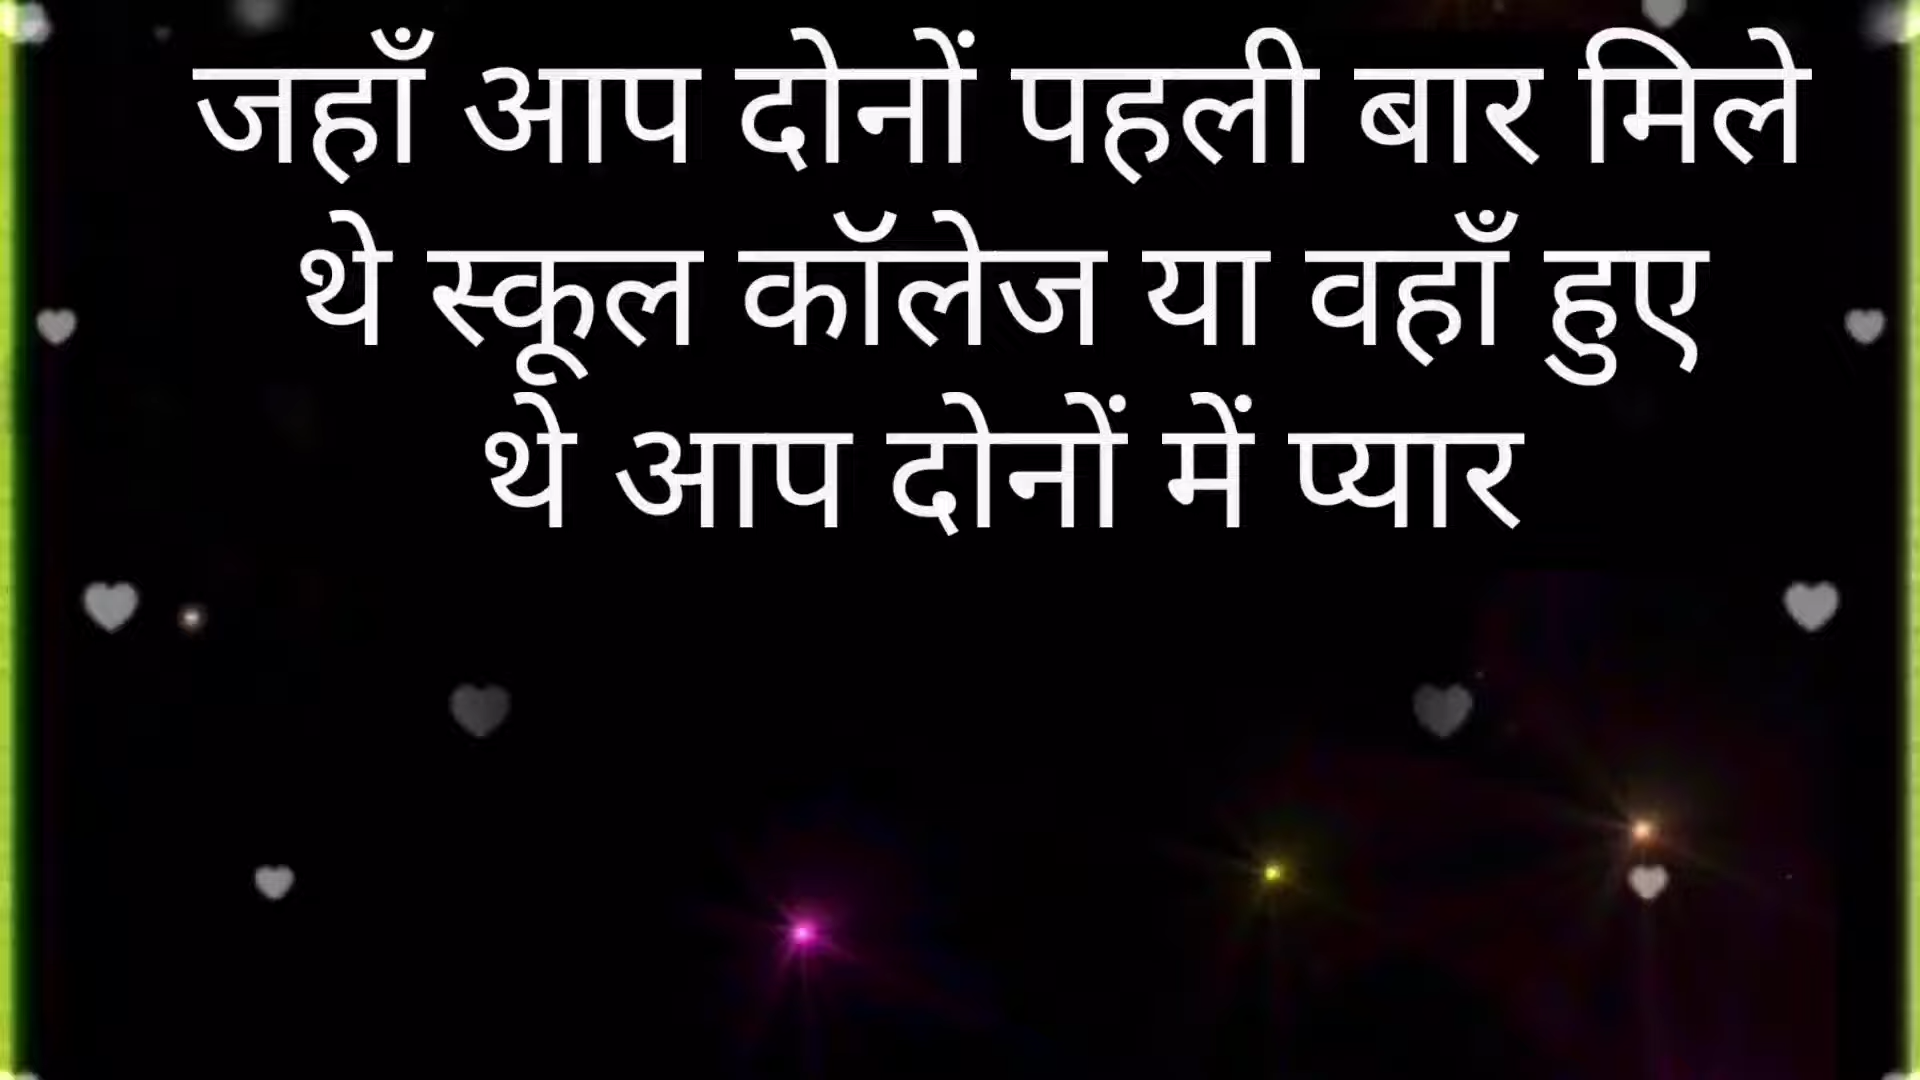 जहाँ आप दोनों पहली बार मिले
थे स्कूल कॉलेज या वहाँ हुए
थे आप दोनों में प्यार